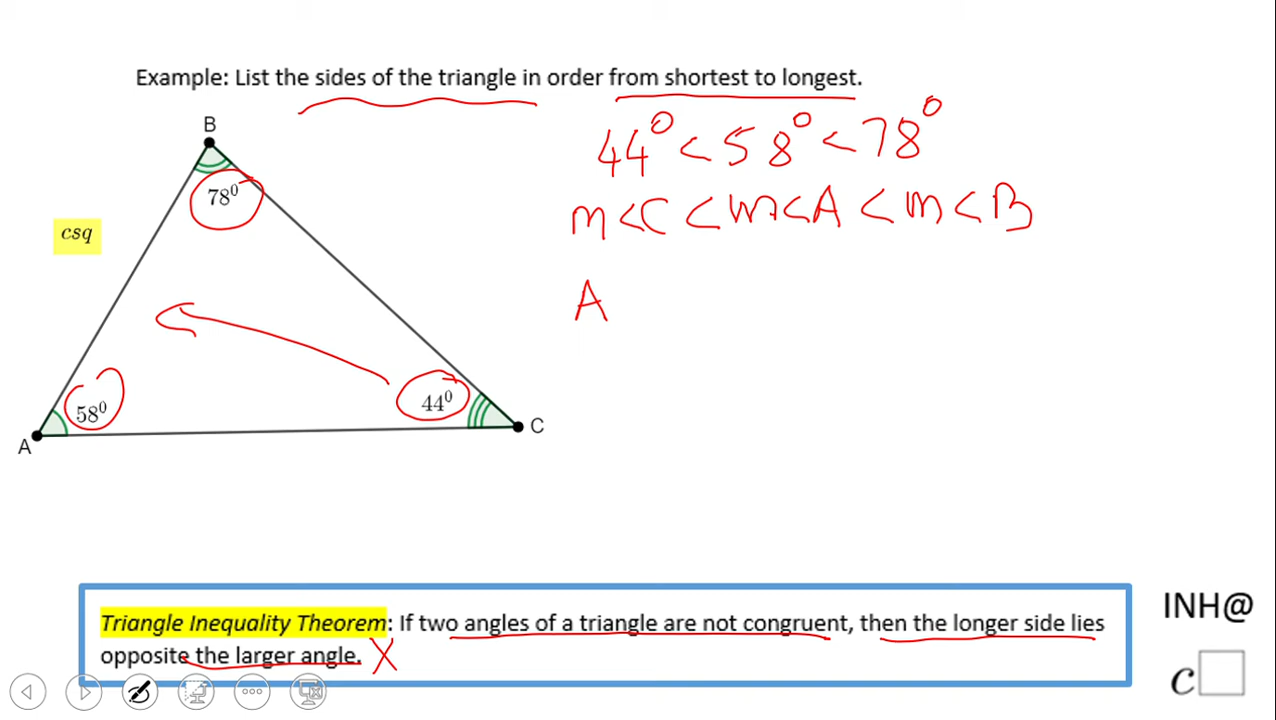 Example: List the sides of the triangle in order from shortest to longest.
44° < 58° < 78°
B
78⁰
m<C < m<A < m<B
csq
A
58⁰
44⁰
C
A
INH@
Triangle Inequality Theorem: If two angles of a triangle are not congruent, then the longer side lies
opposite the larger angle. X
c